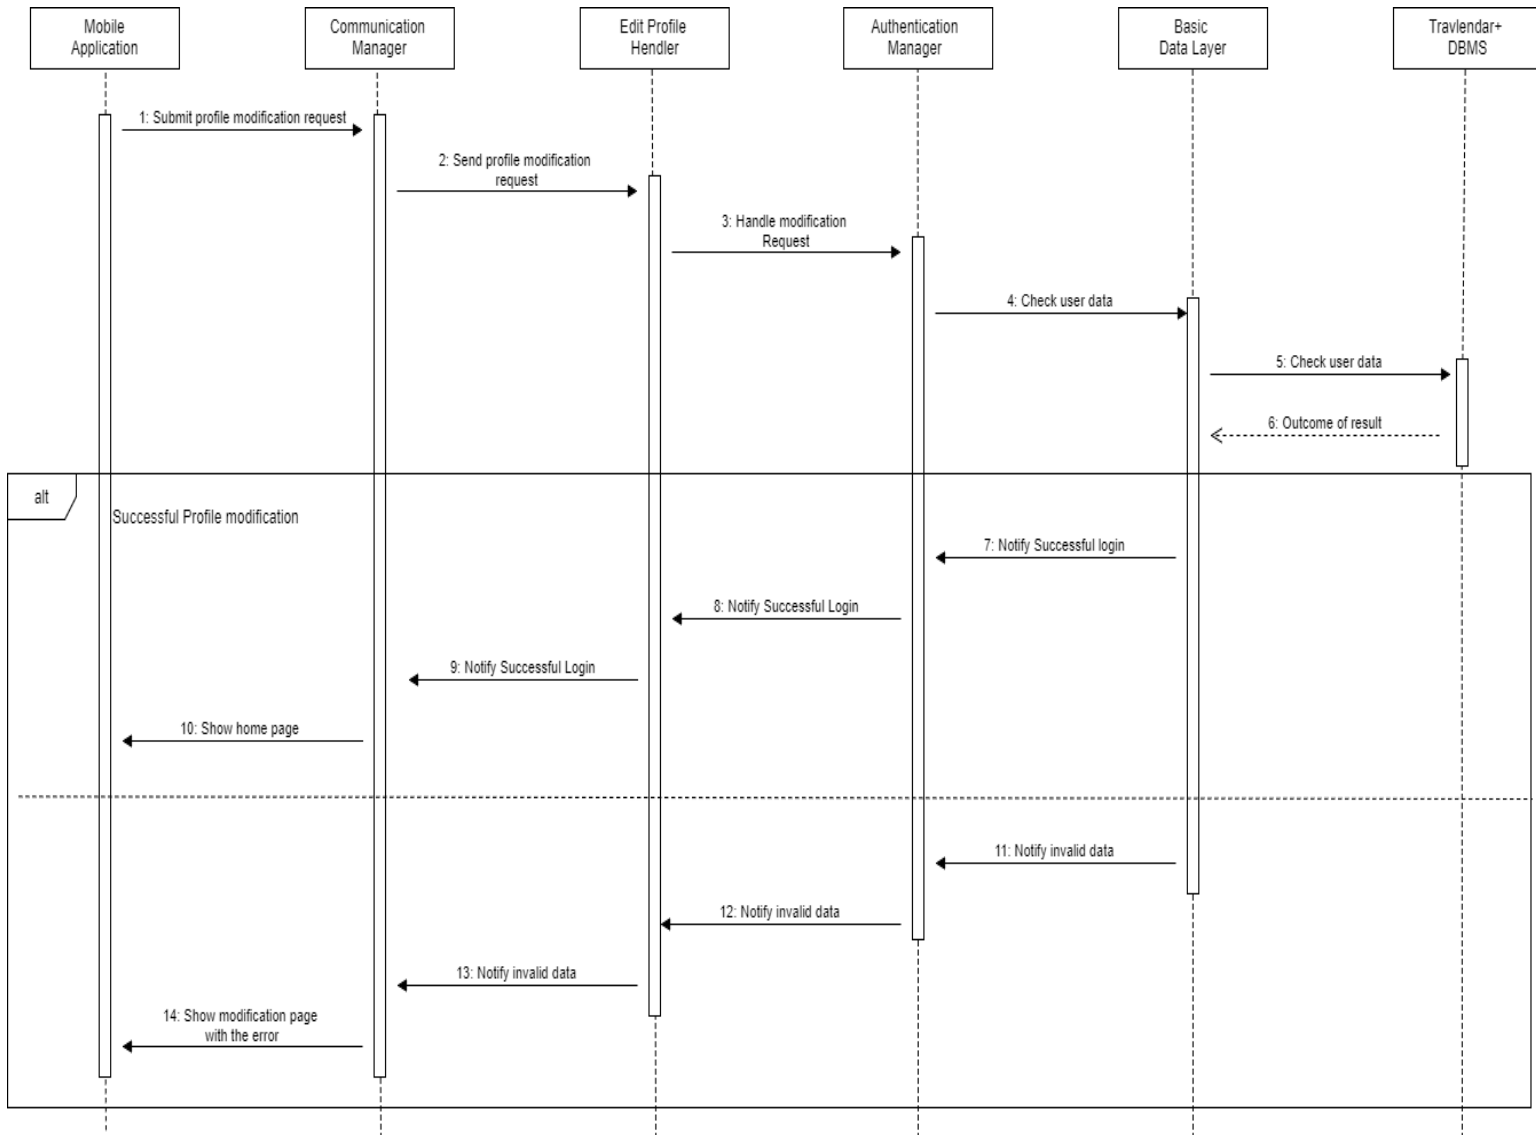 Mobile
Application
Communication
Manager
Edit Profile
Hendler
Authentication
Manager
Basic
Data Layer
Travlendar+
DBMS
1: Submit profile modification request
2: Send profile modification
request
3: Handle modification
Request
4: Check user data
5: Check user data
6: Outcome of result
alt
Successful Profile modification
7: Notify Successful login
8: Notify Successful Login
9: Notify Successful Login
10: Show home page
11: Notify invalid data
12: Notify invalid data
13: Notify invalid data
14: Show modification page
with the error